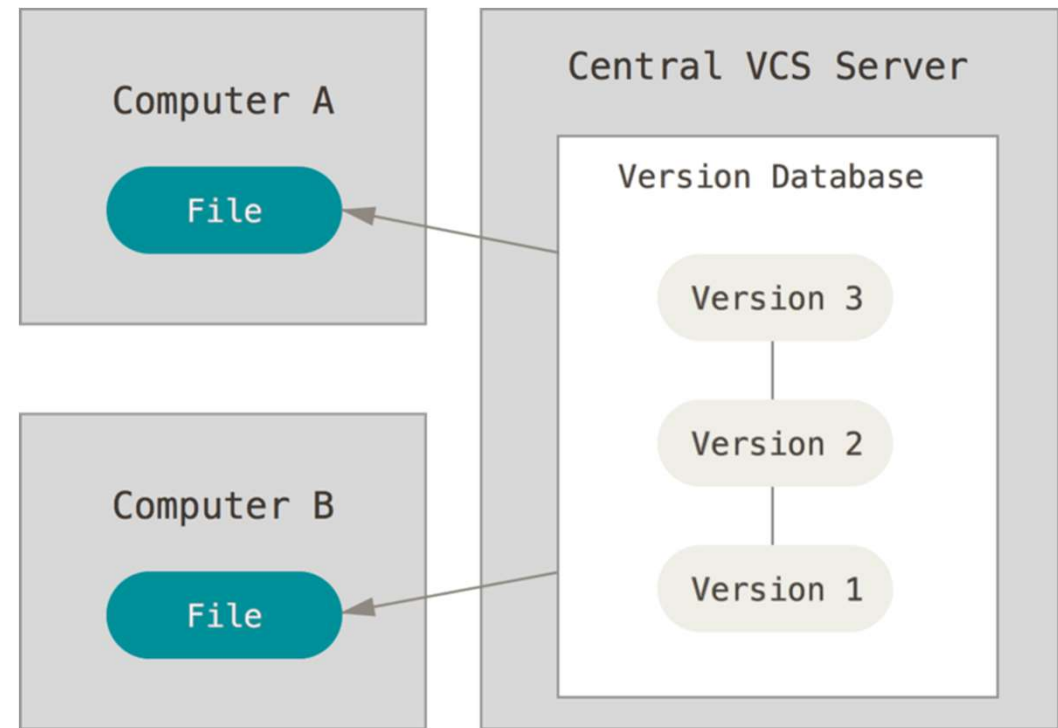 Computer A
File
Computer B
File
Central VCS Server
Version Database
Version 3
Version 2
Version 1